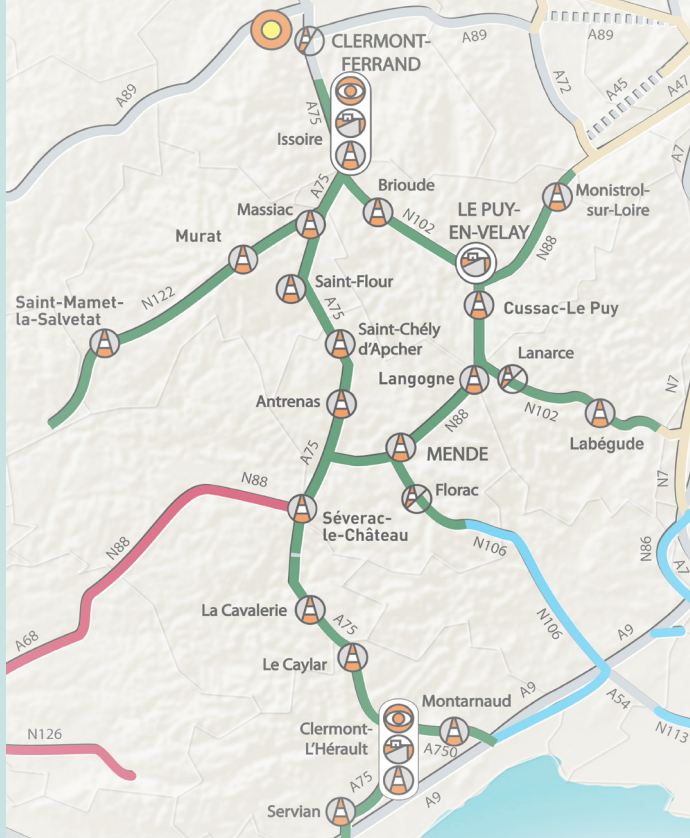 A89
CLERMONT-
FERRAND
A89
A89
A72
A45
A47
A75
Issoire
A7
A75
Brioude
Monistrol-
sur-Loire
Massiac
N102
LE PUY-
EN-VELAY
N88
Murat
Saint-Flour
N122
A75
Saint-Mamet-
la-Salvetat
Cussac-Le Puy
Saint-Chély
d'Apcher
Lanarce
Langogne
N7
Antrenas
N88
N102
Labégude
A75
MENDE
N88
Florac
N7
Séverac-
le-Château
N88
N106
N86
A7
La Cavalerie
A75
N106
A9
A68
Le Caylar
Montarnaud
A9
A54
Clermont-
L'Hérault
N126
A750
N113
A75
A9
Servian